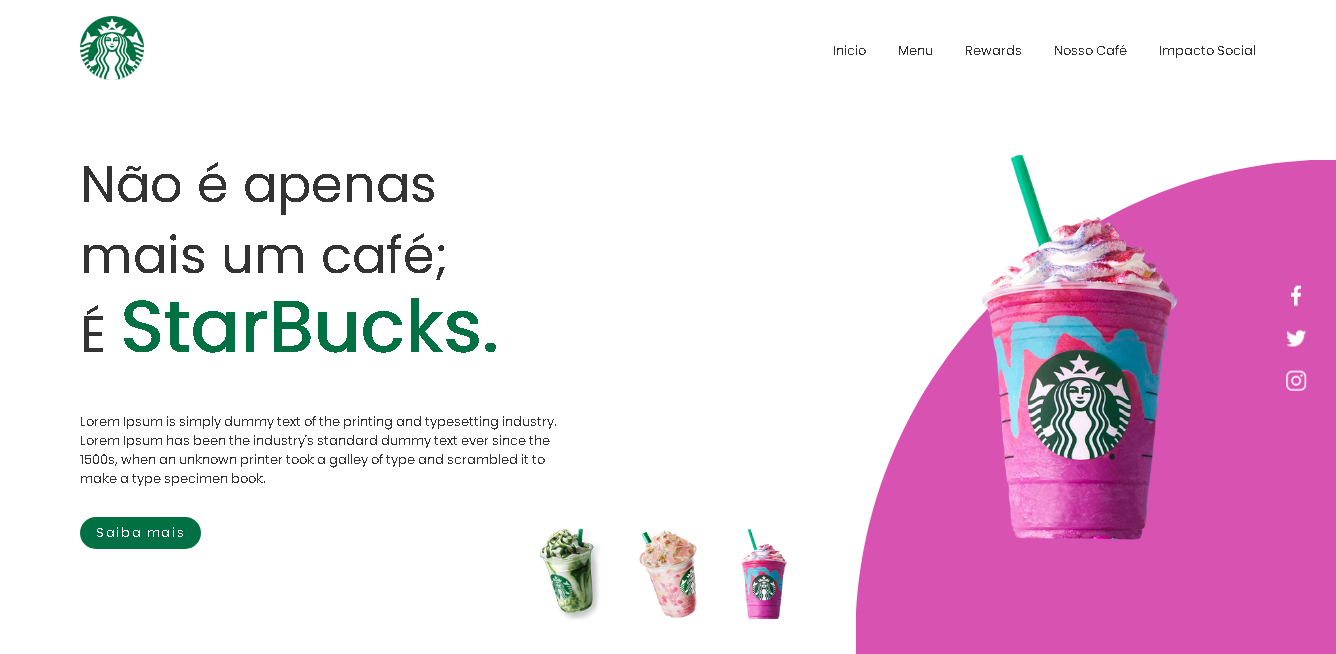 Inicio Menu Rewards Nosso Café Impacto Social
Não é apenas
mais um café;
É StarBucks.
Lorem Ipsum is simply dummy text of the printing and typesetting industry.
Lorem Ipsum has been the industry's standard dummy text ever since the
1500s, when an unknown printer took a galley of type and scrambled it to
make a type specimen book.
Saiba mais